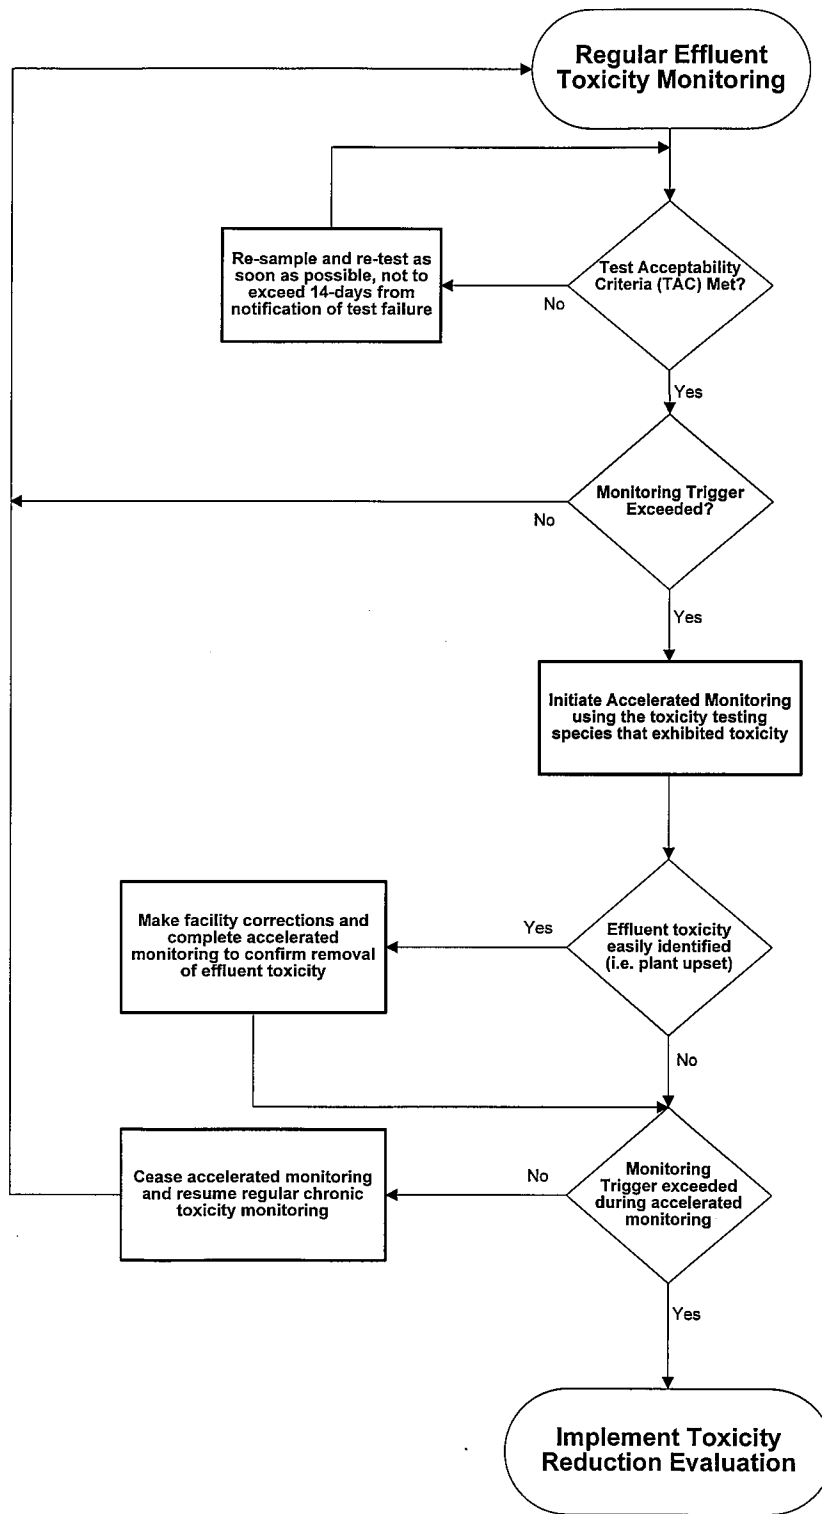 Regular Effluent
Toxicity Monitoring
Re-sample and re-test as
soon as possible, not to
exceed 14-days from
notification of test failure
Test Acceptability
Criteria (TAC) Met?
No
Yes
Monitoring Trigger
Exceeded?
No
Yes
Initiate Accelerated Monitoring
using the toxicity testing
species that exhibited toxicity
Make facility corrections and
complete accelerated
monitoring to confirm removal
of effluent toxicity
Yes
Effluent toxicity
easily identified
(i.e. plant upset)
No
Cease accelerated monitoring
and resume regular chronic
toxicity monitoring
No
Monitoring
Trigger exceeded
during accelerated
monitoring
Yes
Implement Toxicity
Reduction Evaluation